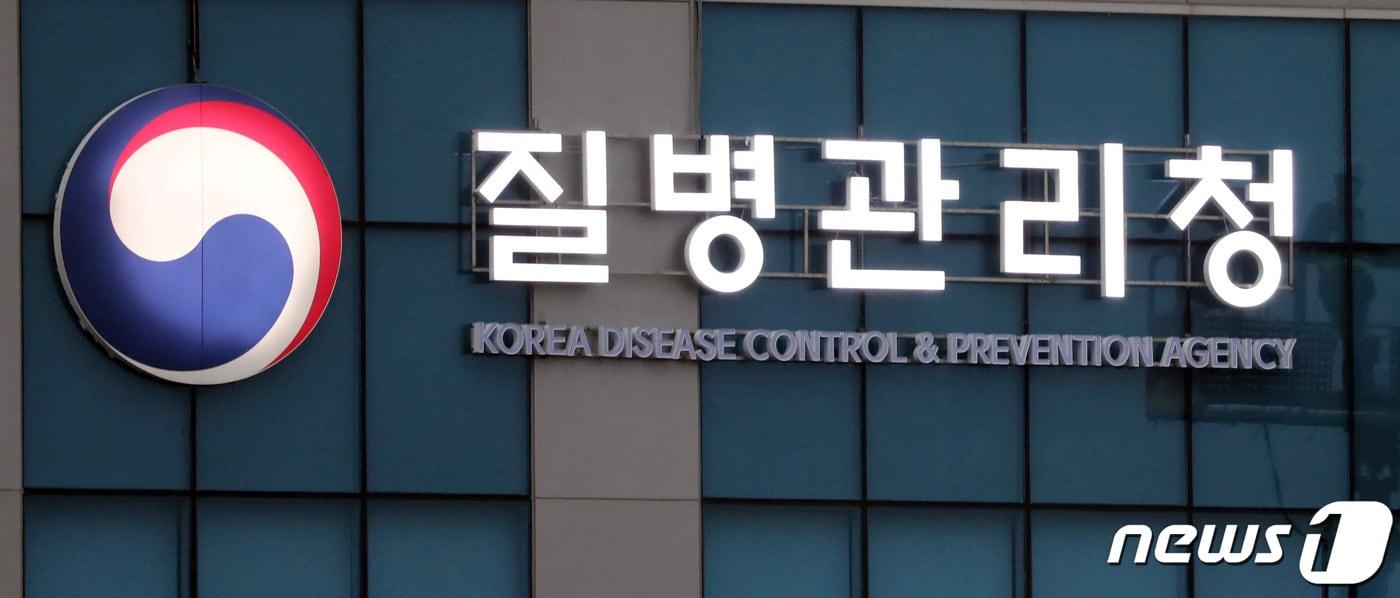 질병관리청
KOREA DISEASE CONTROL & PREVENTION AGENCY
news1